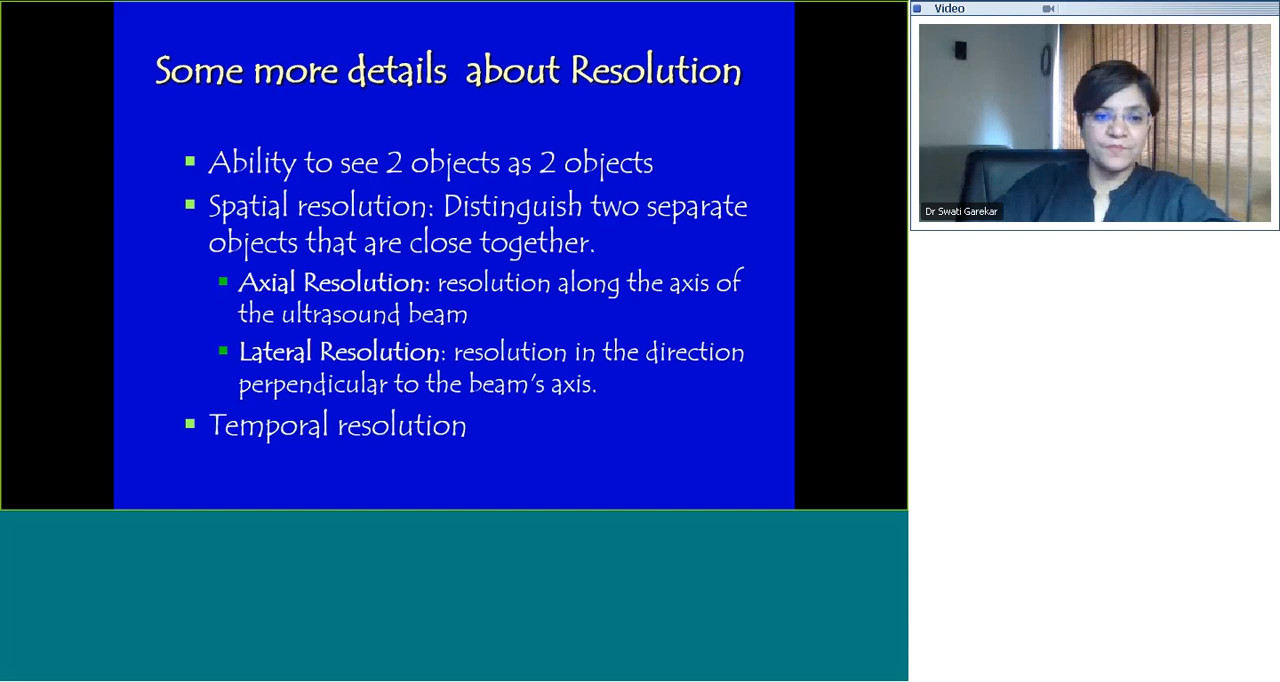 Some more details about Resolution
Ability to see 2 objects as 2 objects
Spatial resolution: Distinguish two separate
objects that are close together.
Axial Resolution: resolution along the axis of
the ultrasound beam
Lateral Resolution: resolution in the direction
perpendicular to the beam's axis.
Temporal resolution
Video
Dr Swati Garekar